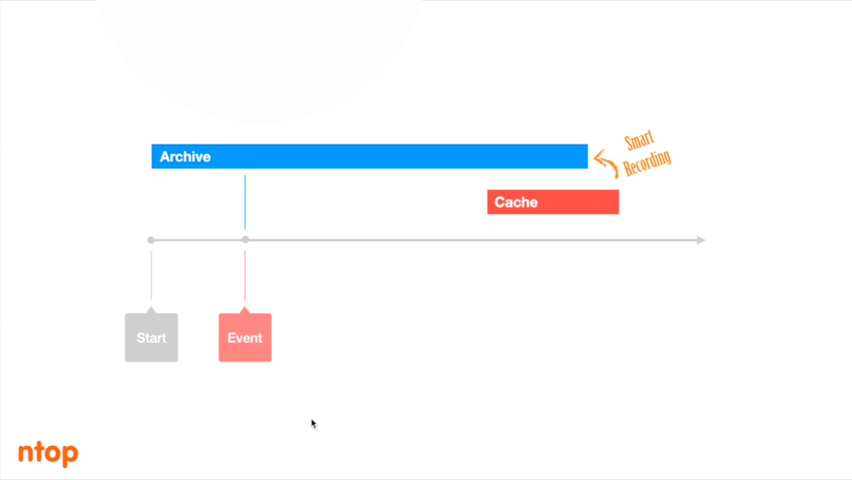 Archive
Smart
Recording
Cache
Start
Event
ntop